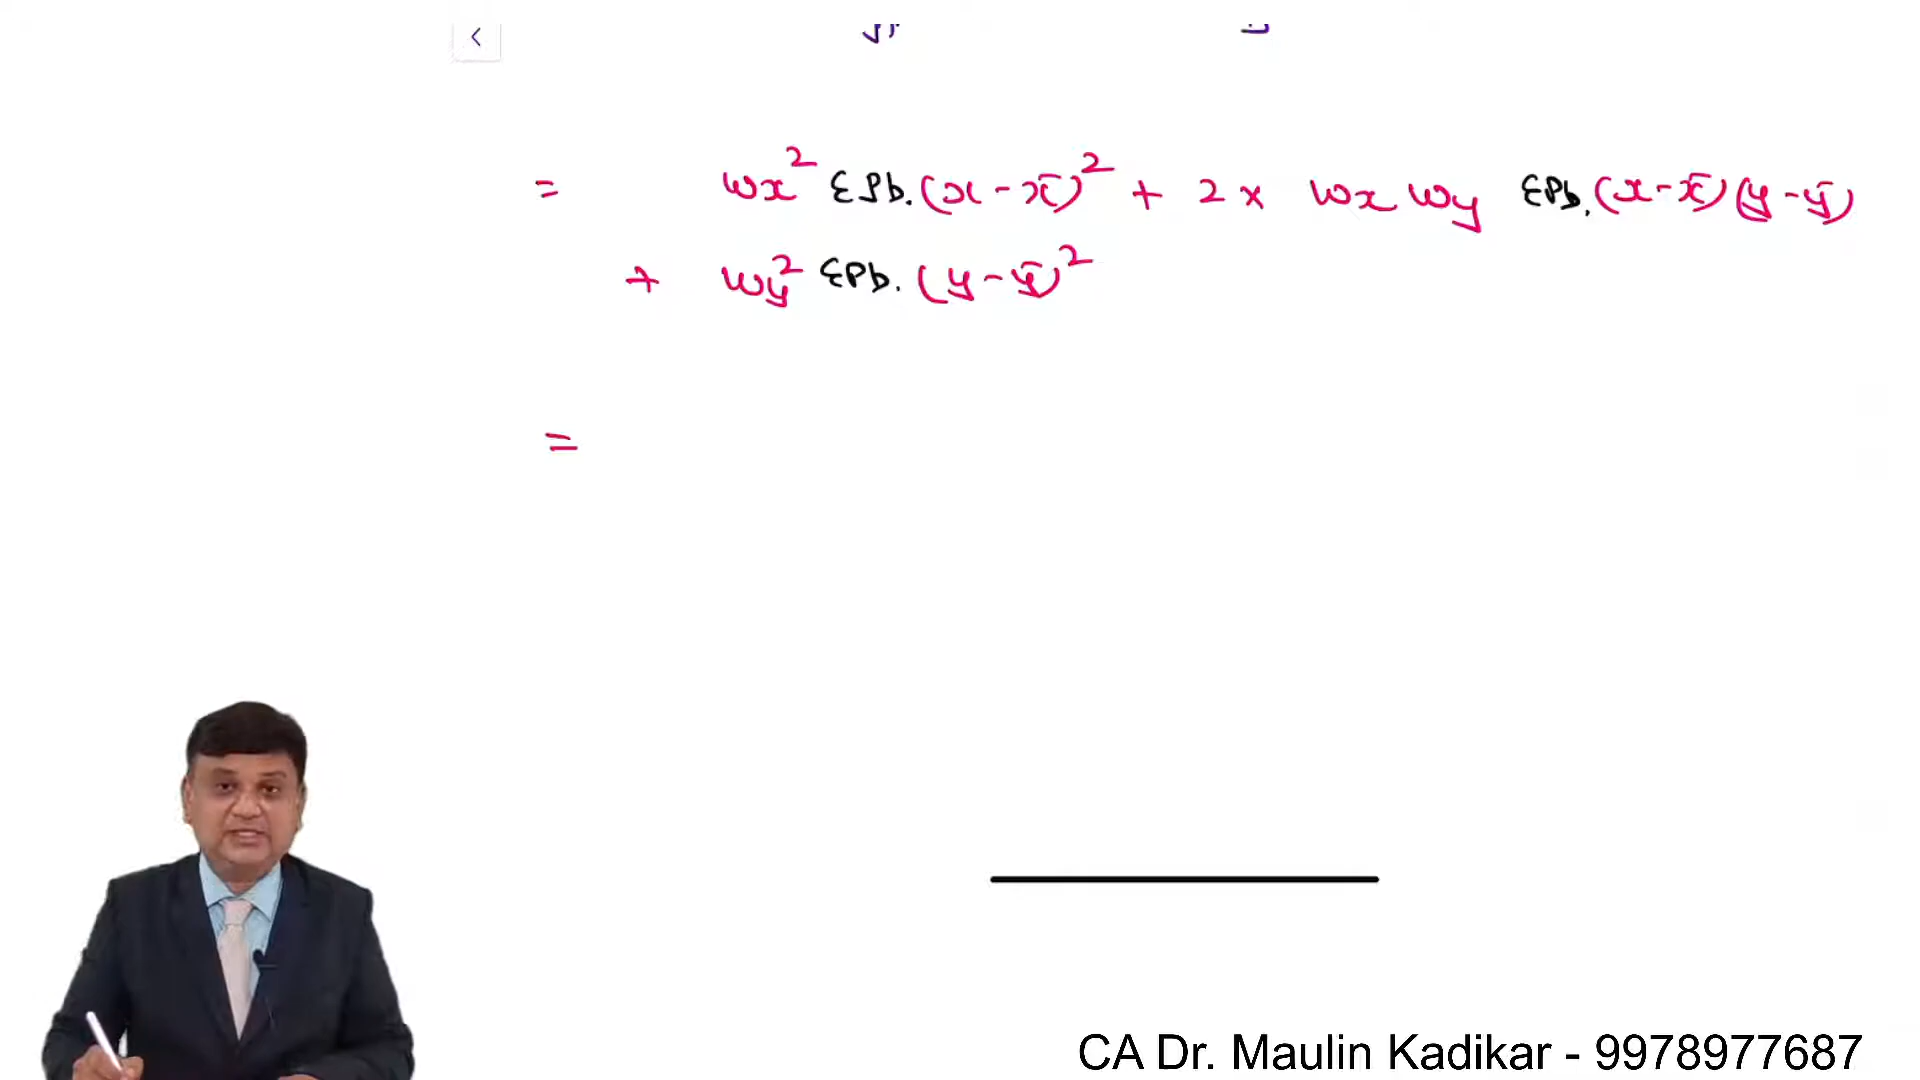 = wx² ΣPb.(x-x̄)² + 2 x wx wy ΣPb.(x-x̄)(y-ȳ)
+ wy² ΣPb.(y-ȳ)²
=
CA Dr. Maulin Kadikar - 9978977687